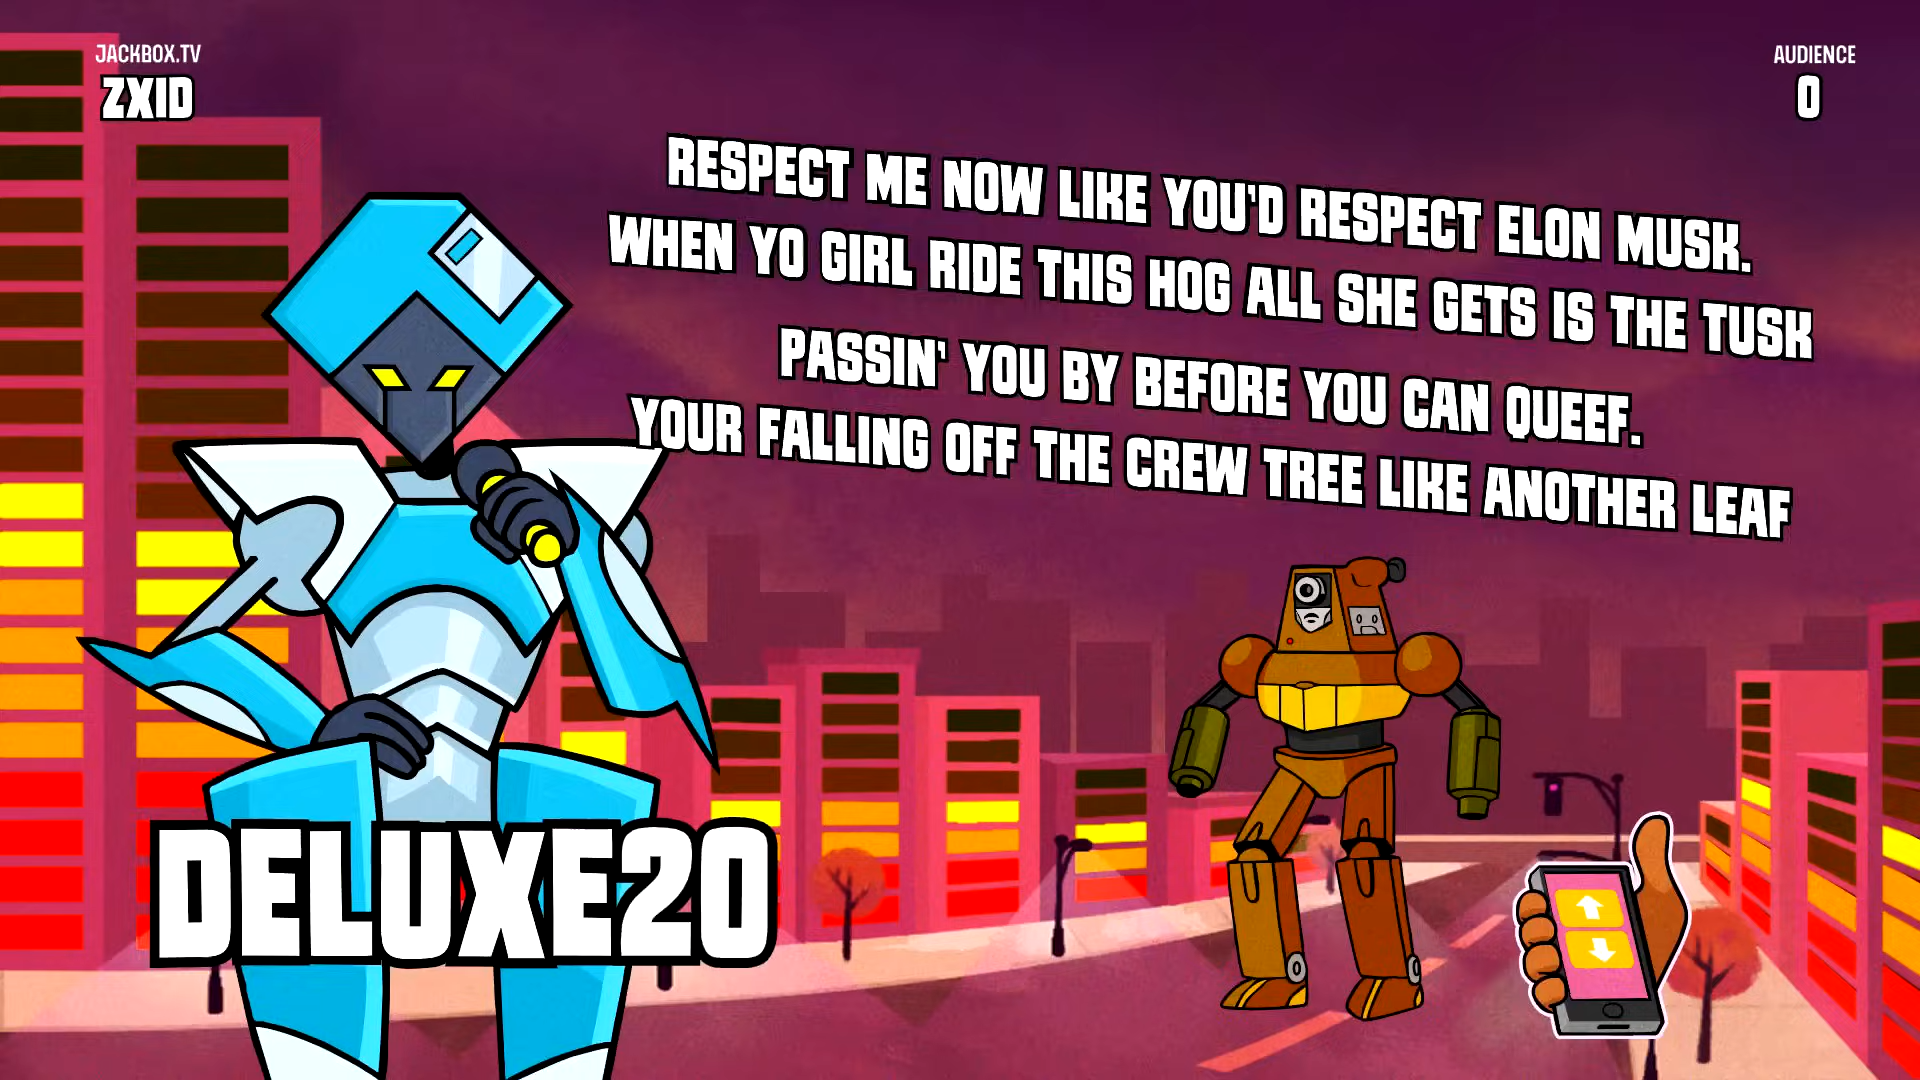 JACKBOX.TV
ZXID
AUDIENCE
0
RESPECT ME NOW LIKE YOU'D RESPECT ELON MUSK.
WHEN YO GIRL RIDE THIS HOG ALL SHE GETS IS THE TUSK
PASSIN' YOU BY BEFORE YOU CAN QUEEF.
YOUR FALLING OFF THE CREW TREE LIKE ANOTHER LEAF
DELUXE20